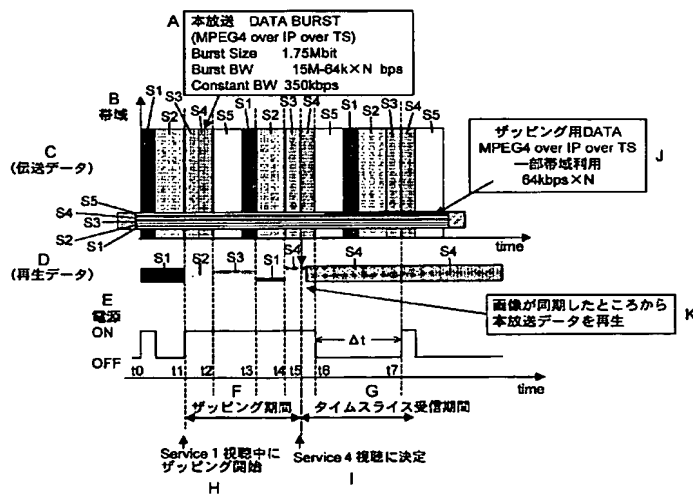 A 本放送 DATA BURST
(MPEG4 over IP over TS)
Burst Size 1.75Mbit
Burst BW 15M-64k×N bps
Constant BW 350kbps
B
帯域
S1 S2 S3 S4 S5 S1 S2 S3 S4 S5 S1 S2 S3 S4 S5
C
(伝送データ)
ザッピング用DATA
MPEG4 over IP over TS
一部帯域利用
64kbps×N
J
S5
S4
S3
S2
S1
time
D
(再生データ)
S1 S2 S3 S1 S4 S4 S4
E
電源
ON
OFF
画像が同期したところから
本放送データを再生
K
Δt
t0 t1 t2 t3 t4 t5 t6 t7
time
F G
ザッピング期間 タイムスライス受信期間
Service 1 視聴中に
ザッピング開始
Service 4 視聴に決定
H I